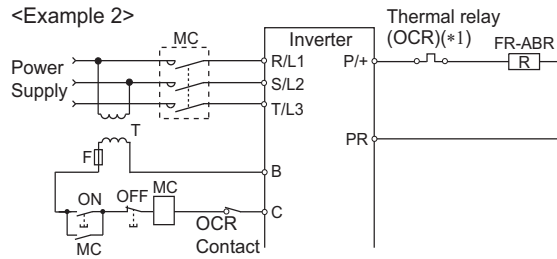 <Example 2>
MC
Power
Supply
Inverter
R/L1
S/L2
T/L3
Thermal relay
(OCR)(*1)
P/+
FR-ABR
R
PR
T
F
B
ON
OFF
MC
C
OCR
Contact
MC